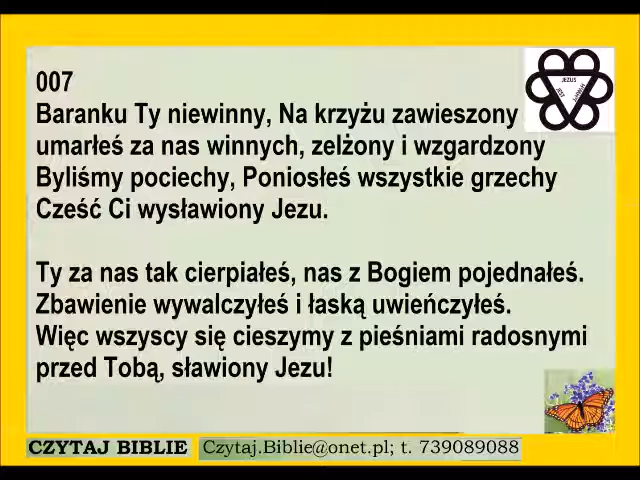 007
Baranku Ty niewinny, Na krzyżu zawieszony
umarłeś za nas winnych, zelżony i wzgardzony
Byliśmy pociechy, Poniosłeś wszystkie grzechy
Cześć Ci wysławiony Jezu.
Ty za nas tak cierpiałeś, nas z Bogiem pojednałeś.
Zbawienie wywalczyłeś i łaską uwieńczyłeś.
Więc wszyscy się cieszymy z pieśniami radosnymi
przed Tobą, sławiony Jezu!
JEZUS
JEST
CZYTAJ BIBLIE Czytaj.Biblie@onet.pl; t. 739089088